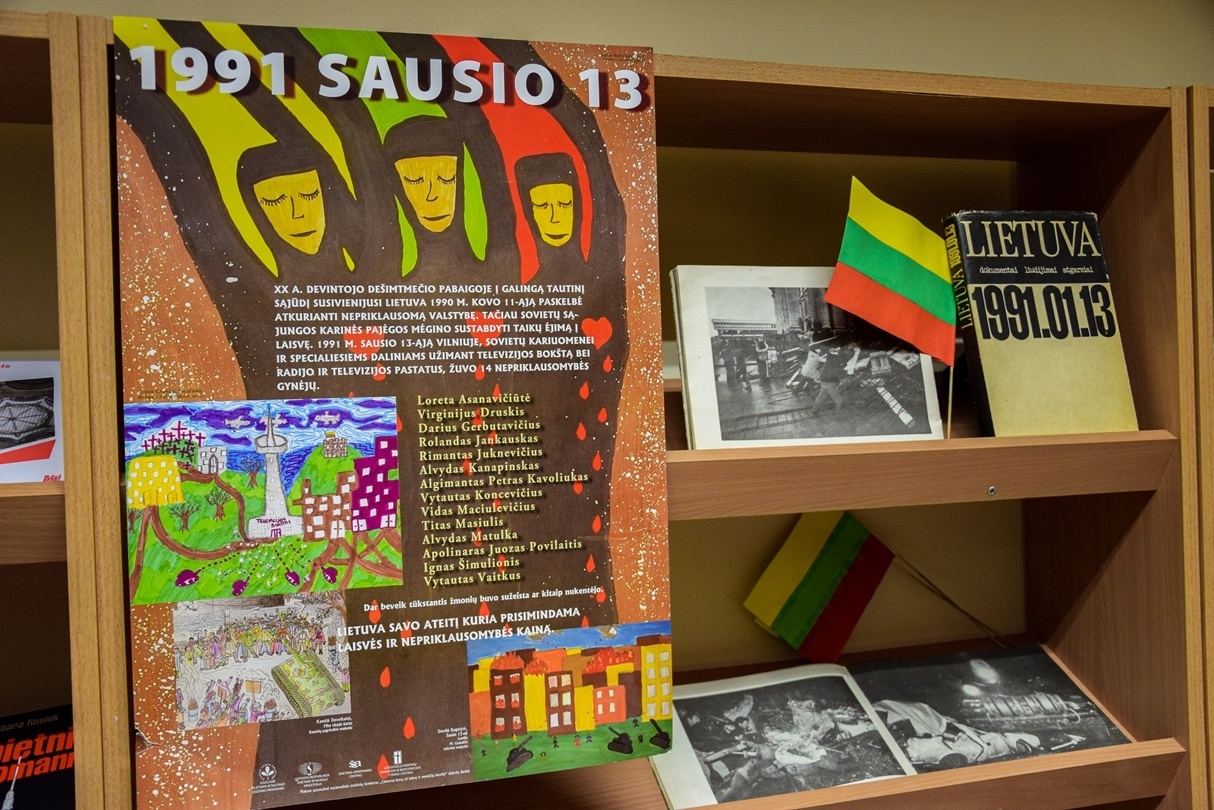 1991 SAUSIO 13
XX A. DEVINTOJO DEŠIMTMEČIO PABAIGOJE Į GALINGĄ TAUTINĮ
SĄJŪDĮ SUSIVIENIJUSI LIETUVA 1990 M. KOVO 11-ĄJĄ PASKELBĖ
ATKURIANTI NEPRIKLAUSOMĄ VALSTYBĘ. TAČIAU SOVIETŲ SĄ-
JUNGOS KARINĖS PAJĖGOS MĖGINO SUSTABDYTI TAIKŲ ĖJIMĄ Į
LAISVĘ. 1991 M. SAUSIO 13-ĄJĄ VILNIUJE, SOVIETŲ KARIUOMENEI
IR SPECIALIESIEMS DALINIAMS UŽIMANT TELEVIZIJOS BOKŠTĄ BEI
RADIJO IR TELEVIZIJOS PASTATUS, ŽUVO 14 NEPRIKLAUSOMYBĖS
GYNĖJŲ.
Loreta Asanavičiūtė
Virginijus Druskis
Darius Gerbutavičius
Rolandas Jankauskas
Rimantas Juknevičius
Alvydas Kanapinskas
Algimantas Petras Kavoliukas
Vytautas Koncevičius
Vidas Maciulevičius
Titas Masiulis
Alvydas Matulka
Apolinaras Juozas Povilaitis
Ignas Šimulionis
Vytautas Vaitkus
Dar beveik tūkstantis žmonių buvo sužeista ar kitaip nukentėjo.
LIETUVA SAVO ATEITĮ KURIA PRISIMINDAMA
LAISVĖS IR NEPRIKLAUSOMYBĖS KAINĄ.
TELEVIZIJOS
LIETUVA
dokumentai liudijimai atgarsiai
1991.01.13
LIETUVA
bara Rosiek